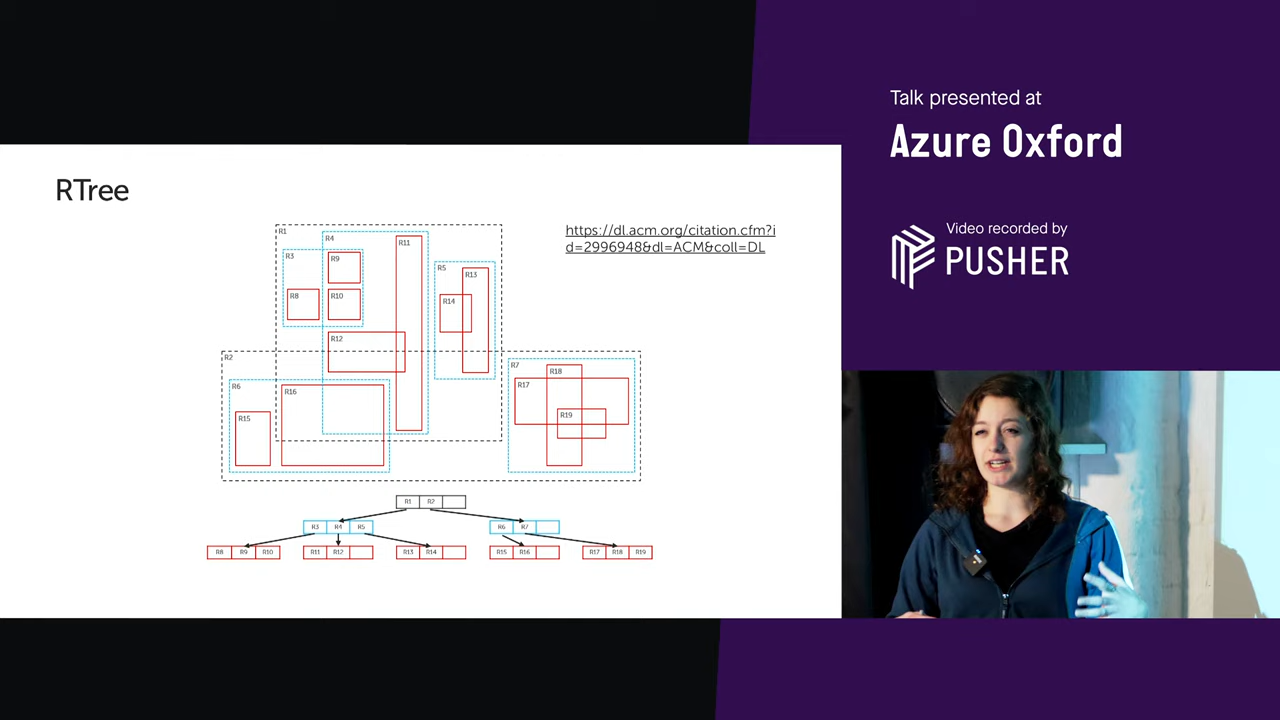 RTree
https://dl.acm.org/citation.cfm?i
d=2996948&dl=ACM&coll=DL
R1
R4
R11
R3
R9
R5
R13
R8
R10
R14
R12
R2
R7
R18
R6
R16
R17
R15
R19
R1 R2
R3 R4 R5
R6 R7
R8 R9 R10
R11 R12
R13 R14
R15 R16
R17 R18 R19
Talk presented at
Azure Oxford
Video recorded by
PUSHER